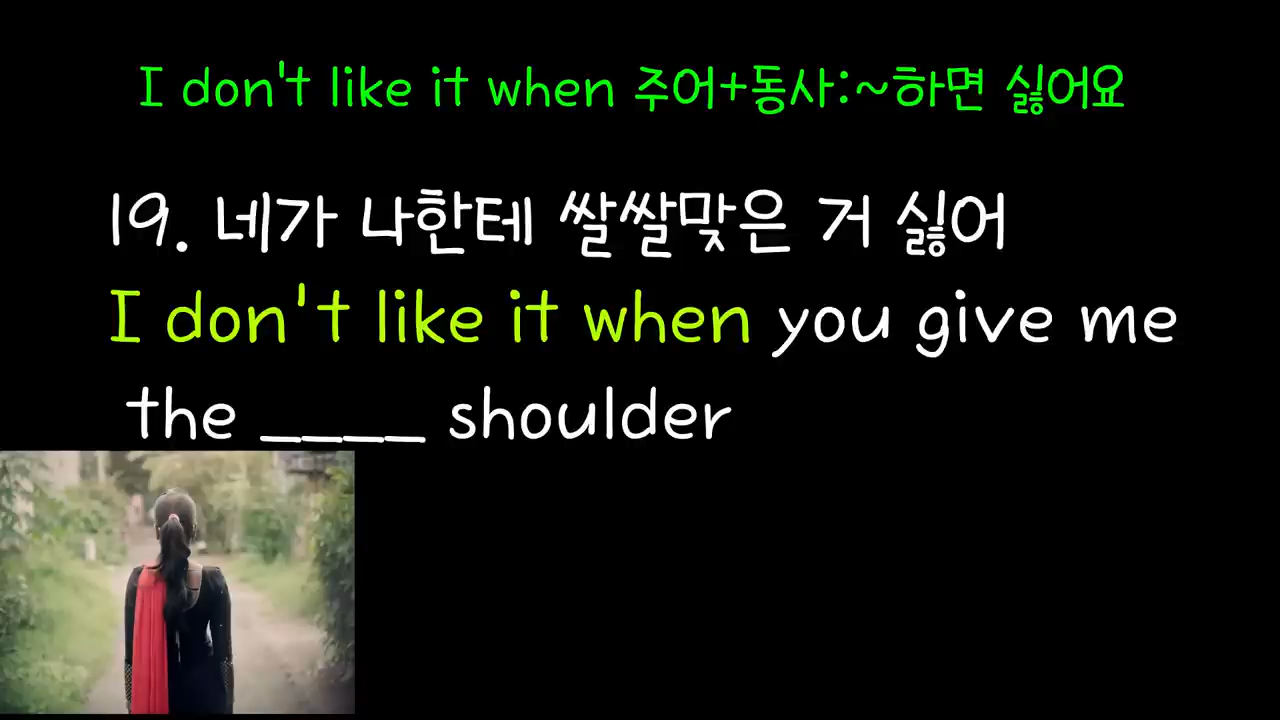 I don't like it when 주어+동사:~하면 싫어요
19. 네가 나한테 쌀쌀맞은 거 싫어
I don't like it when you give me
the ____ shoulder